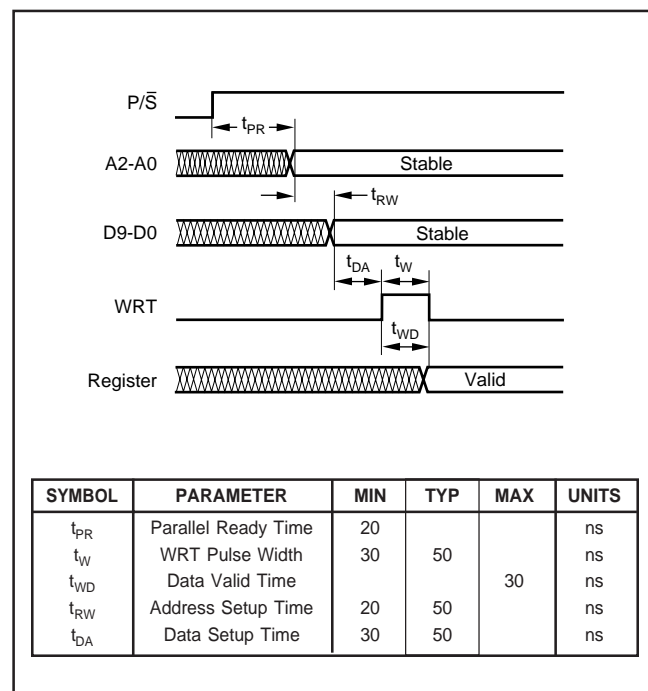 P/S̅
t_PR
A2-A0 Stable
t_RW
D9-D0 Stable
t_DA t_W
WRT
t_WD
Register Valid
SYMBOL PARAMETER MIN TYP MAX UNITS
t_PR Parallel Ready Time 20 ns
t_W WRT Pulse Width 30 50 ns
t_WD Data Valid Time 30 ns
t_RW Address Setup Time 20 50 ns
t_DA Data Setup Time 30 50 ns